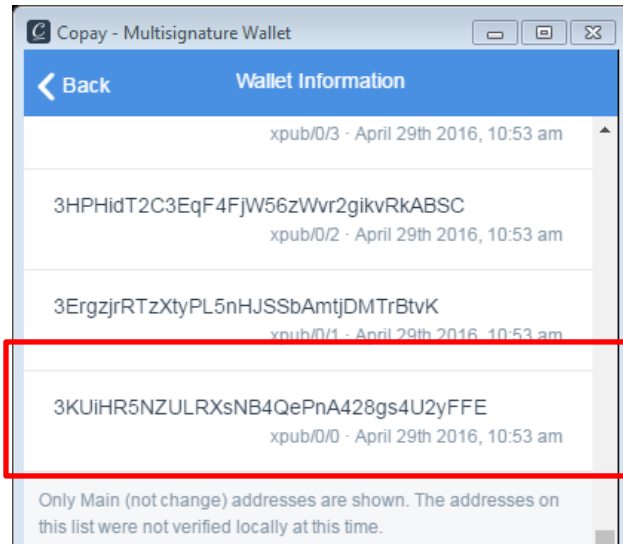 Copay - Multisignature Wallet
Back
Wallet Information
xpub/0/3 · April 29th 2016, 10:53 am
3HPHidT2C3EqF4FjW56zWvr2gikvRkABSC
xpub/0/2 · April 29th 2016, 10:53 am
3ErgzjrRTzXtyPL5nHJSSbAmtjDMTrBtvK
xpub/0/1 · April 29th 2016, 10:53 am
3KUiHR5NZULRXsNB4QePnA428gs4U2yFFE
xpub/0/0 · April 29th 2016, 10:53 am
Only Main (not change) addresses are shown. The addresses on
this list were not verified locally at this time.